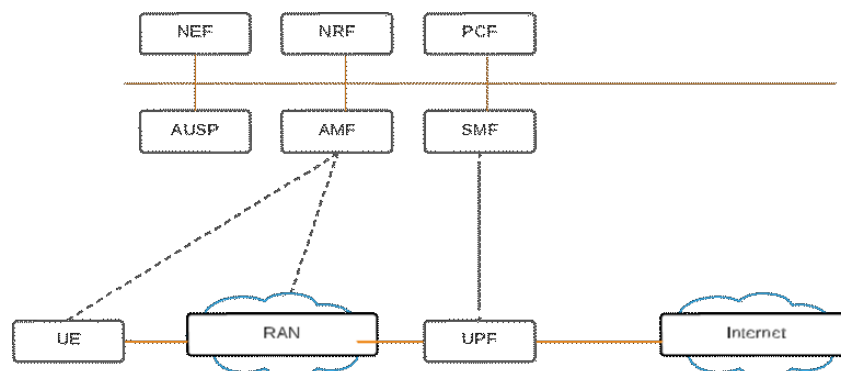 NEF NRF PCF
AUSP AMF SMF
UE RAN UPF Internet